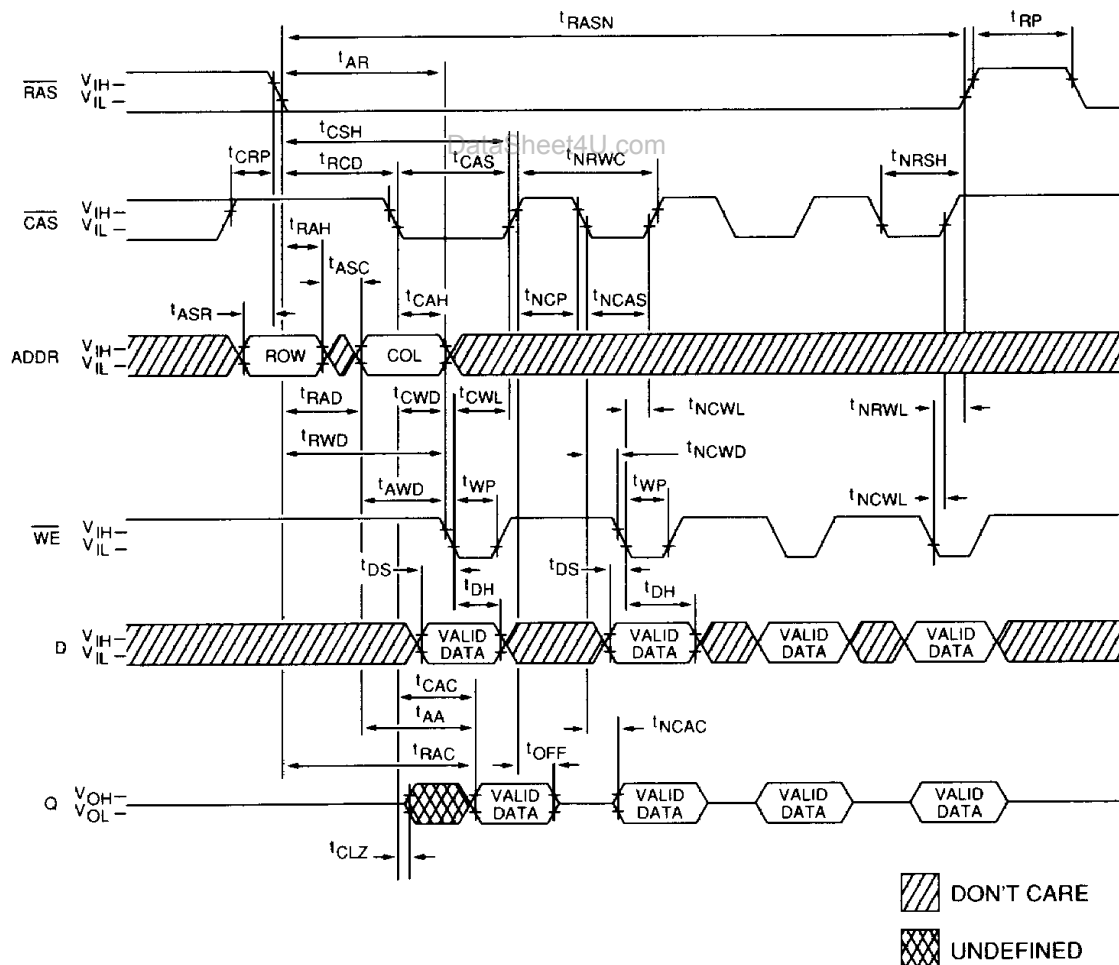 tRASN
tRP
tAR
RAS VIH
VIL
tCSH
DataSheet4U.com
tCRP
tRCD
tCAS
tNRWC
tNRSH
CAS VIH
VIL
tRAH
tASC
tCAH
tNCP
tNCAS
tASR
ADDR VIH
VIL
ROW
COL
tRAD
tCWD
tCWL
tNCWL
tNRWL
tRWD
tNCWD
tAWD
tWP
tWP
tNCWL
WE VIH
VIL
tDS
tDH
tDS
tDH
D VIH
VIL
VALID DATA
VALID DATA
VALID DATA
VALID DATA
tCAC
tAA
tNCAC
tRAC
tOFF
Q VOH
VOL
VALID DATA
VALID DATA
VALID DATA
VALID DATA
tCLZ
DON'T CARE
UNDEFINED